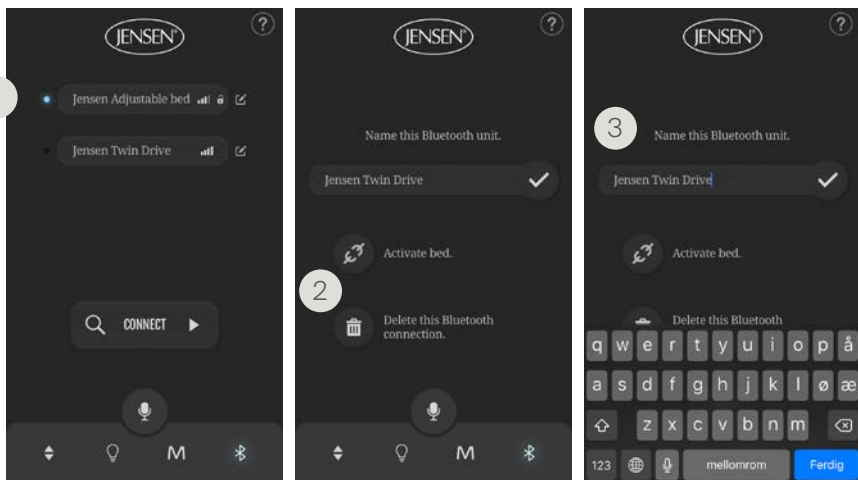 JENSEN
?
Jensen Adjustable bed
Jensen Twin Drive
CONNECT
M
JENSEN
?
Name this Bluetooth unit.
Jensen Twin Drive
Activate bed.
2
Delete this Bluetooth
connection.
M
JENSEN
?
3
Name this Bluetooth unit.
Jensen Twin Drive
Activate bed.
Delete this Bluetooth
q w e r t y u i o p å
a s d f g h j k l ø æ
z x c v b n m
123 mellomrom Ferdig